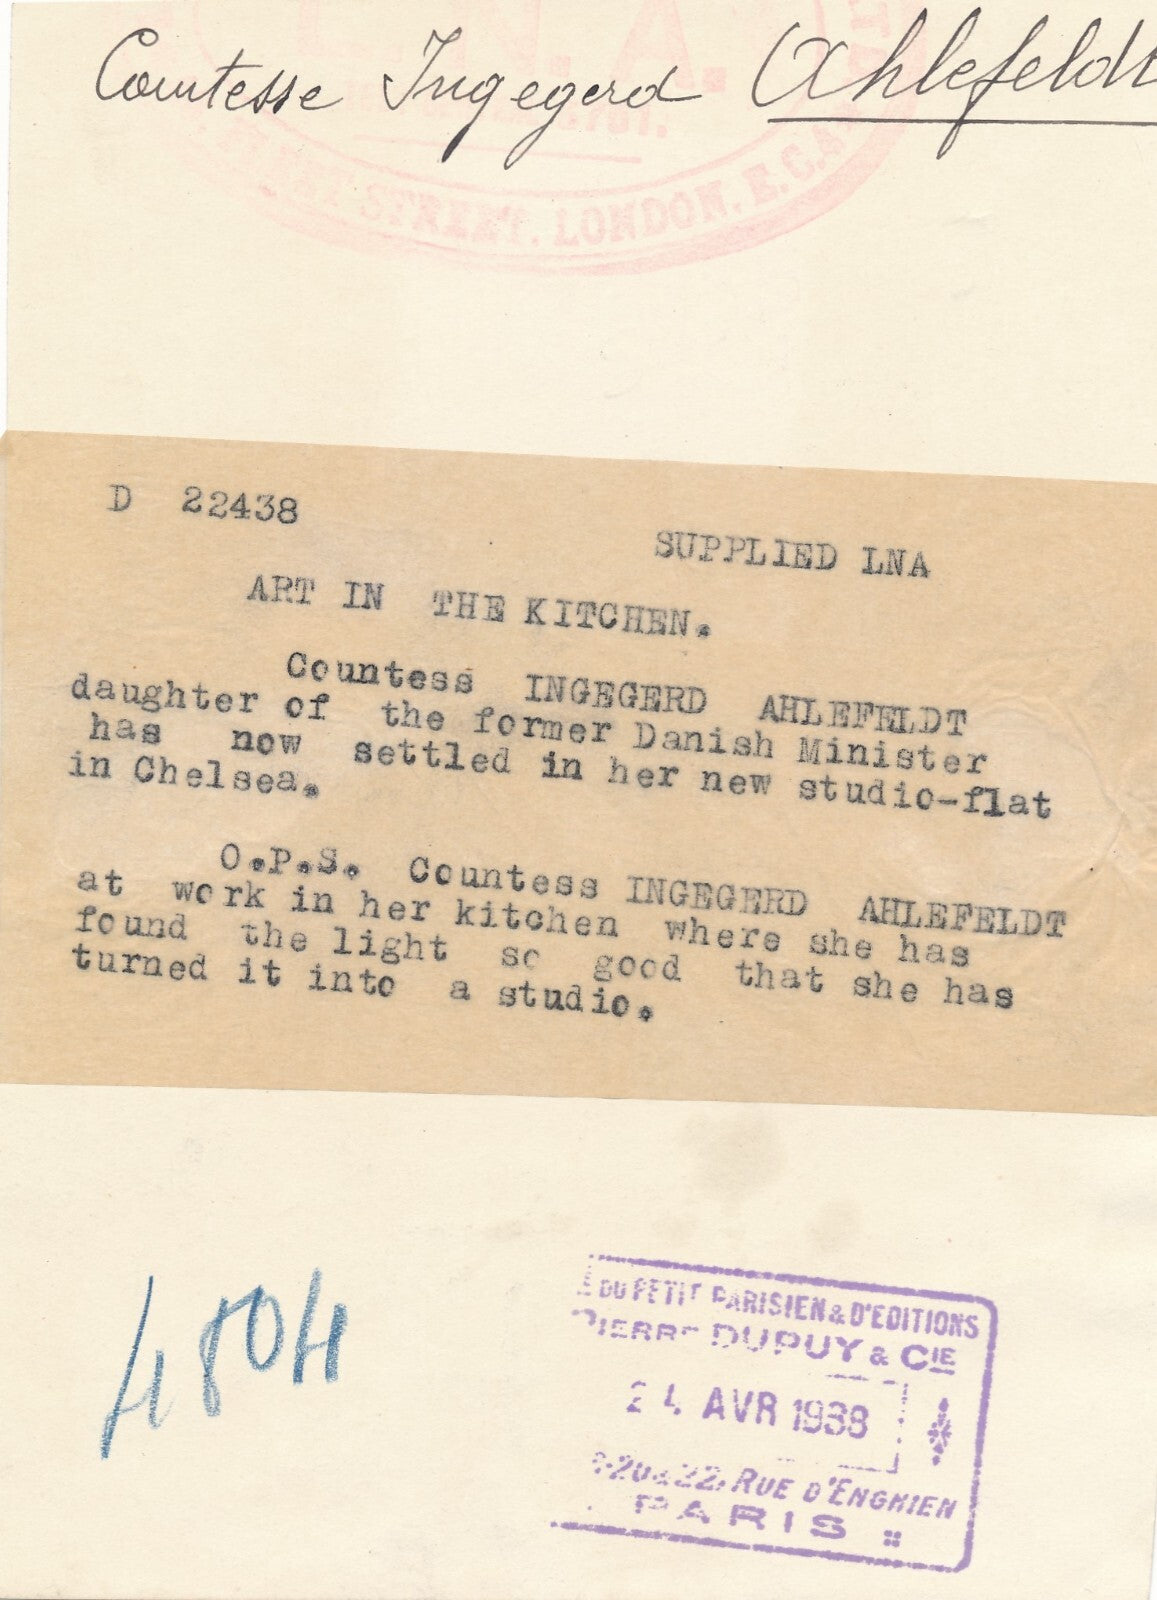 Comtesse Ingegerd Ahlefeldt
L.N.A.
STREET. LONDON. E.C.4.
D 22438
SUPPLIED LNA
ART IN THE KITCHEN.
Countess INGEGERD AHLEFELDT
daughter of the former Danish Minister
has now settled in her new studio-flat
in Chelsea.
O.P.S. Countess INGEGERD AHLEFELDT
at work in her kitchen where she has
found the light so good that she has
turned it into a studio.
4804
DU PETIT PARISIEN & D'EDITIONS
PIERRE DUPUY & CIE
24 AVR 1938
20 & 22, RUE D'ENGHIEN
PARIS